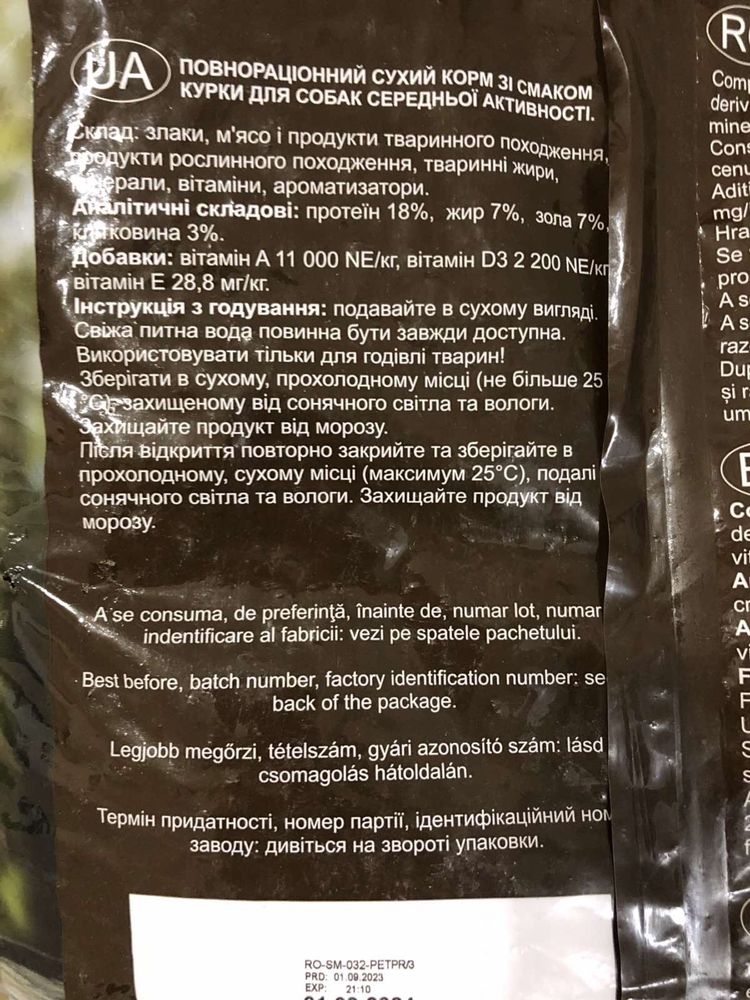 UA
ПОВНОРАЦІОННИЙ СУХИЙ КОРМ ЗІ СМАКОМ
КУРКИ ДЛЯ СОБАК СЕРЕДНЬОЇ АКТИВНОСТІ.
Склад: злаки, м'ясо і продукти тваринного походження,
продукти рослинного походження, тваринні жири,
мінерали, вітаміни, ароматизатори.
Аналітичні складові: протеїн 18%, жир 7%, зола 7%,
клітковина 3%.
Добавки: вітамін А 11 000 NE/кг, вітамін D3 2 200 NE/кг
вітамін Е 28,8 мг/кг.
Інструкція з годування: подавайте в сухому вигляді.
Свіжа питна вода повинна бути завжди доступна.
Використовувати тільки для годівлі тварин!
Зберігати в сухому, прохолодному місці (не більше 25
°C), захищеному від сонячного світла та вологи.
Захищайте продукт від морозу.
Після відкриття повторно закрийте та зберігайте в
прохолодному, сухому місці (максимум 25°C), подалі
сонячного світла та вологи. Захищайте продукт від
морозу.
A se consuma, de preferinţă, înainte de, numar lot, numar
indentificare al fabricii: vezi pe spatele pachetului.
Best before, batch number, factory identification number: se
back of the package.
Legjobb megőrzi, tételszám, gyári azonosító szám: lásd
csomagolás hátoldalán.
Термін придатності, номер партії, ідентифікаційний ном
заводу: дивіться на звороті упаковки.
RO-SM-032-PETPR/3
PRD: 01.09.2023
EXP: 21:10